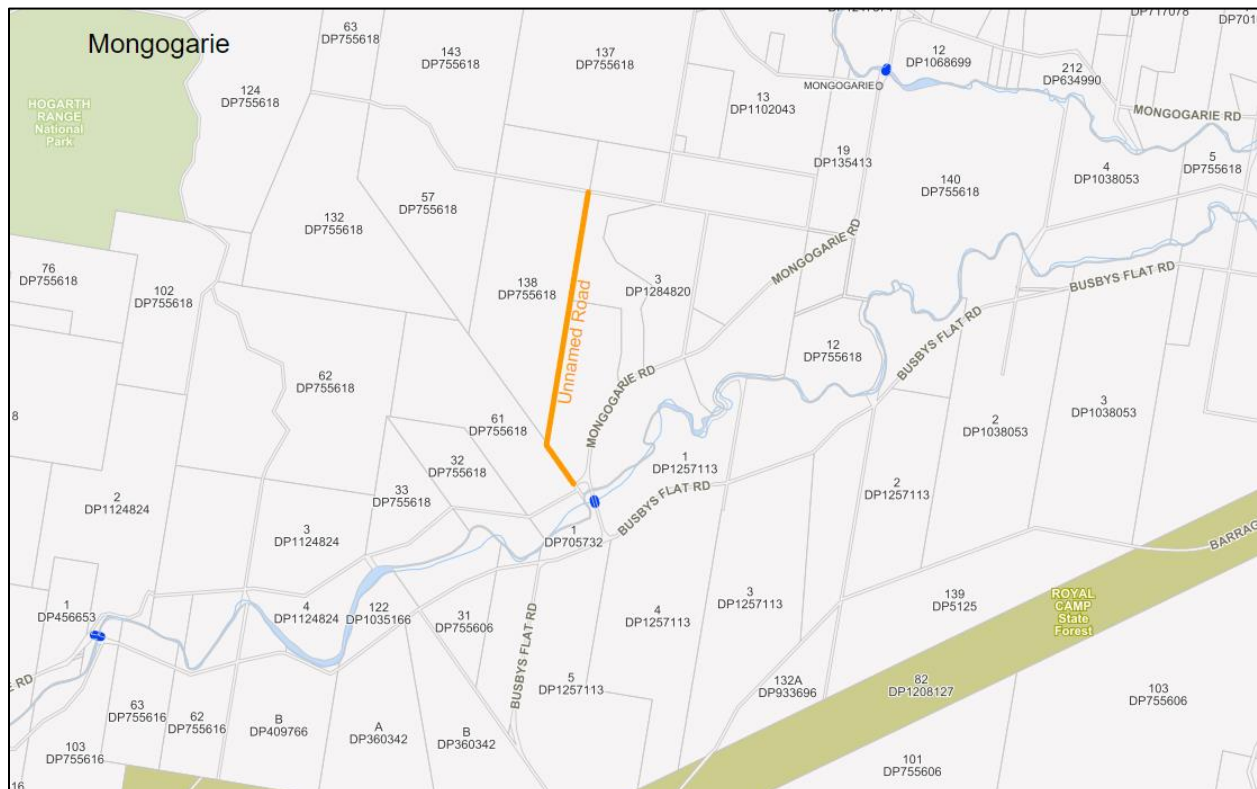 Mongogarie
63
DP755618
143
DP755618
137
DP755618
12
DP1068699
DP717078
212
DP634990
124
DP755618
HOGARTH
RANGE
National
Park
13
DP1102043
MONGOGARIE
MONGOGARIE RD
19
DP135413
140
DP755618
4
DP1038053
5
DP755618
57
DP755618
132
DP755618
MONGOGARIE RD
76
DP755618
102
DP755618
138
DP755618
3
DP1284820
BUSBYS FLAT RD
Unnamed Road
12
DP755618
BUSBYS FLAT RD
62
DP755618
MONGOGARIE RD
3
DP1038053
61
DP755618
2
DP1038053
32
DP755618
1
DP1257113
33
DP755618
BUSBYS FLAT RD
2
DP1257113
2
DP1124824
3
DP1124824
1
DP705732
BARRAG
1
DP456653
4
DP1124824
122
DP1035166
31
DP755606
4
DP1257113
3
DP1257113
139
DP5125
ROYAL
CAMP
State
Forest
BUSBYS FLAT RD
E RD
5
DP1257113
132A
DP933696
82
DP1208127
103
DP755606
63
DP755616
62
DP755616
B
DP409766
A
DP360342
B
DP360342
103
DP755616
101
DP755606
16